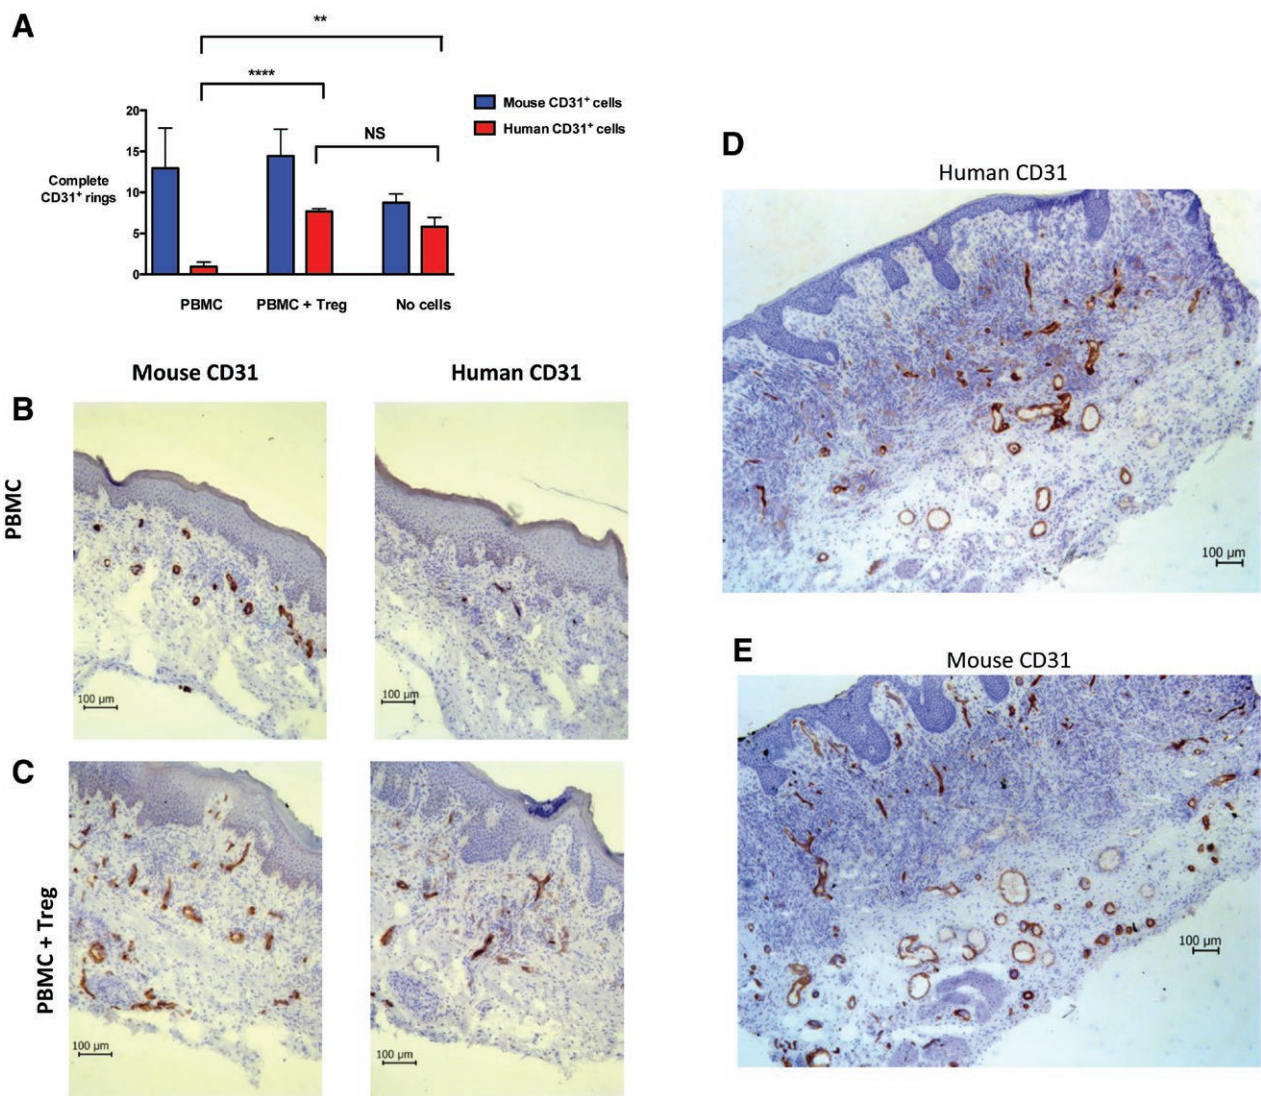 A
**
****
NS
20
15
10
5
0
Complete
CD31⁺ rings
PBMC
PBMC + Treg
No cells
Mouse CD31⁺ cells
Human CD31⁺ cells
Mouse CD31
Human CD31
B
PBMC
100 µm
100 µm
C
PBMC + Treg
100 µm
100 µm
D
Human CD31
100 µm
E
Mouse CD31
100 µm